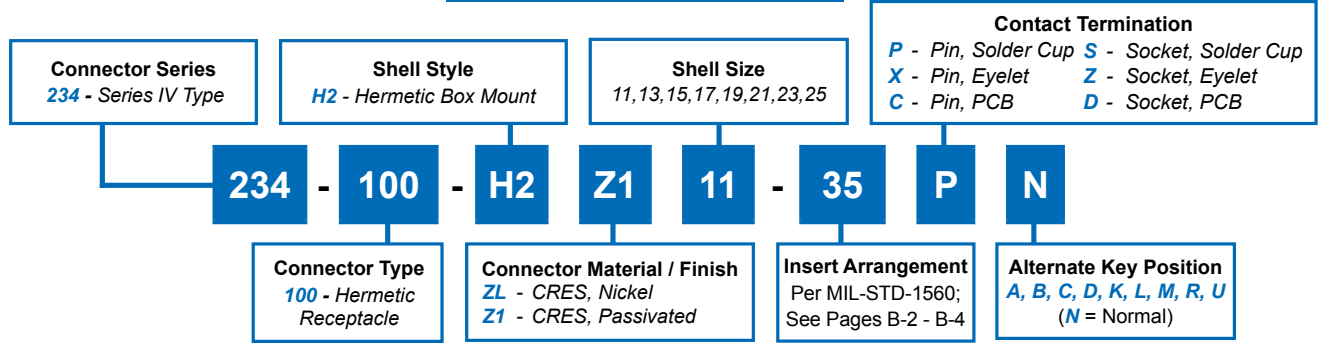 Connector Series
234 - Series IV Type
Shell Style
H2 - Hermetic Box Mount
Shell Size
11,13,15,17,19,21,23,25
Contact Termination
P - Pin, Solder Cup S - Socket, Solder Cup
X - Pin, Eyelet Z - Socket, Eyelet
C - Pin, PCB D - Socket, PCB
234 - 100 - H2 Z1 11 - 35 P N
Connector Type
100 - Hermetic
Receptacle
Connector Material / Finish
ZL - CRES, Nickel
Z1 - CRES, Passivated
Insert Arrangement
Per MIL-STD-1560;
See Pages B-2 - B-4
Alternate Key Position
A, B, C, D, K, L, M, R, U
(N = Normal)